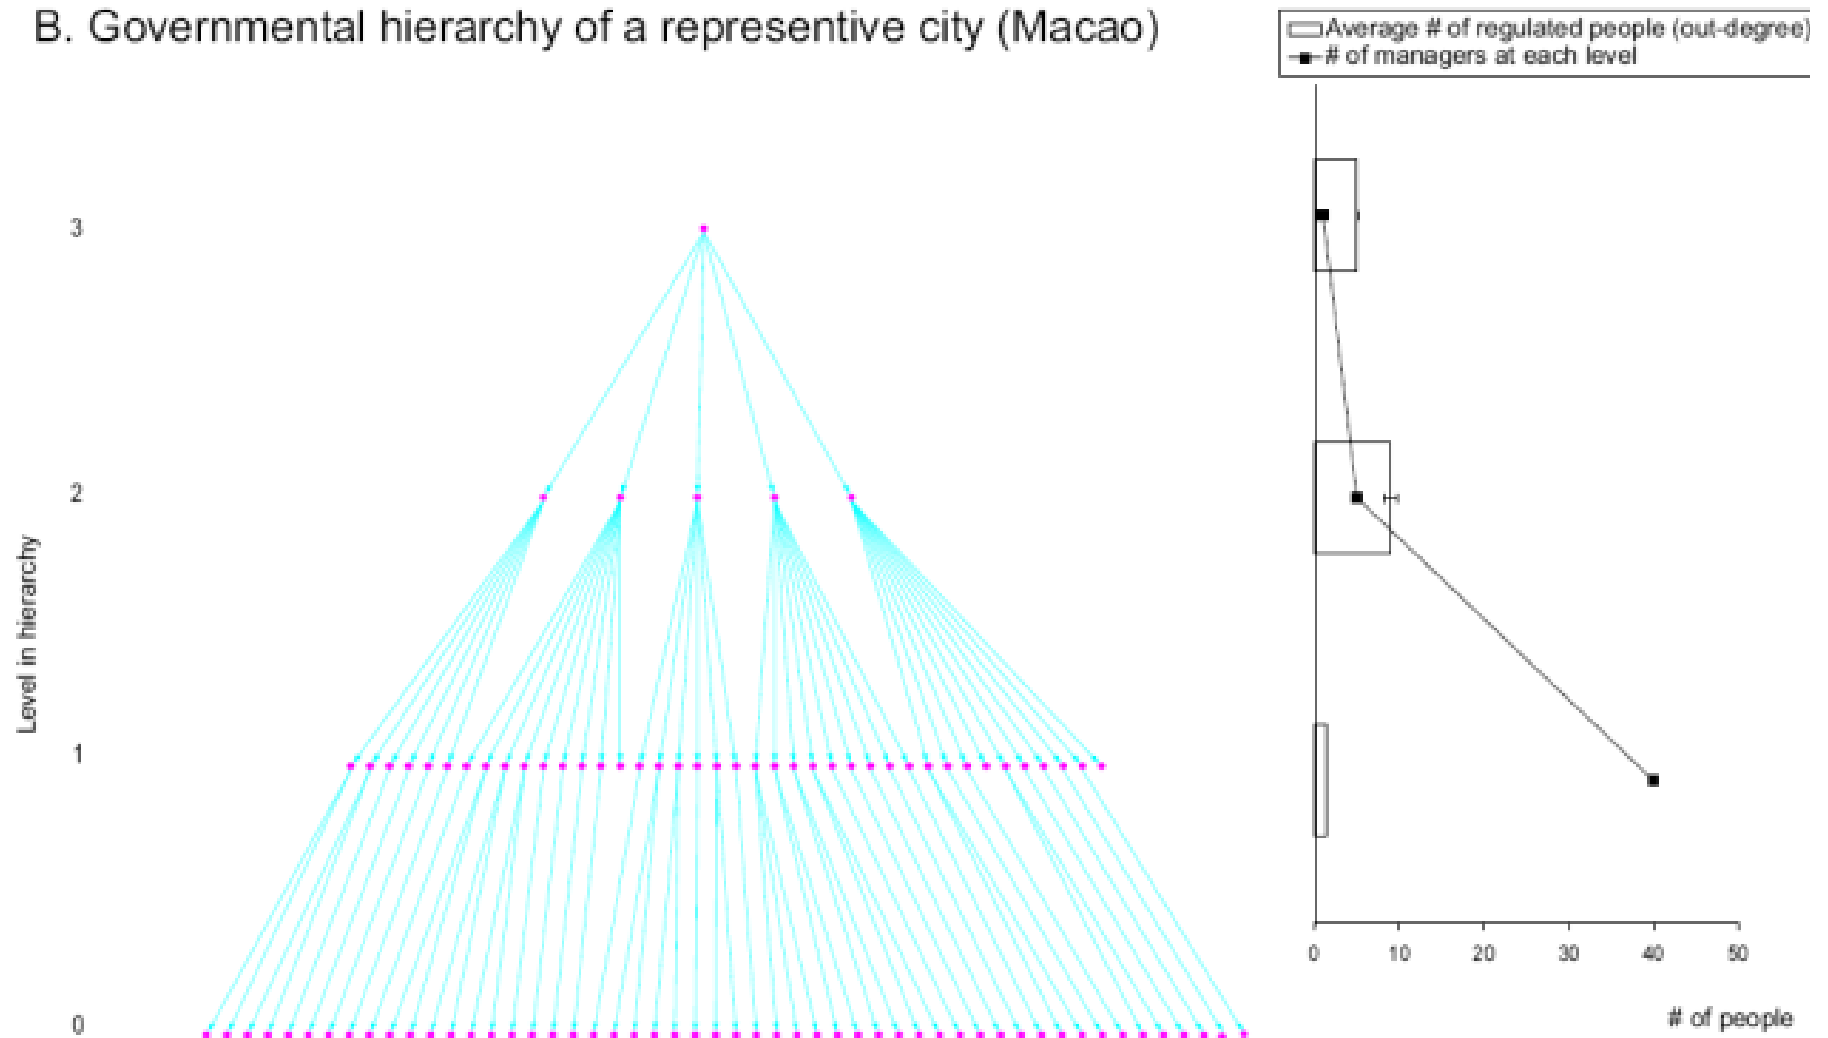 B. Governmental hierarchy of a representive city (Macao)
Average # of regulated people (out-degree)
# of managers at each level
3
2
Level in hierarchy
1
0
0 10 20 30 40 50
# of people